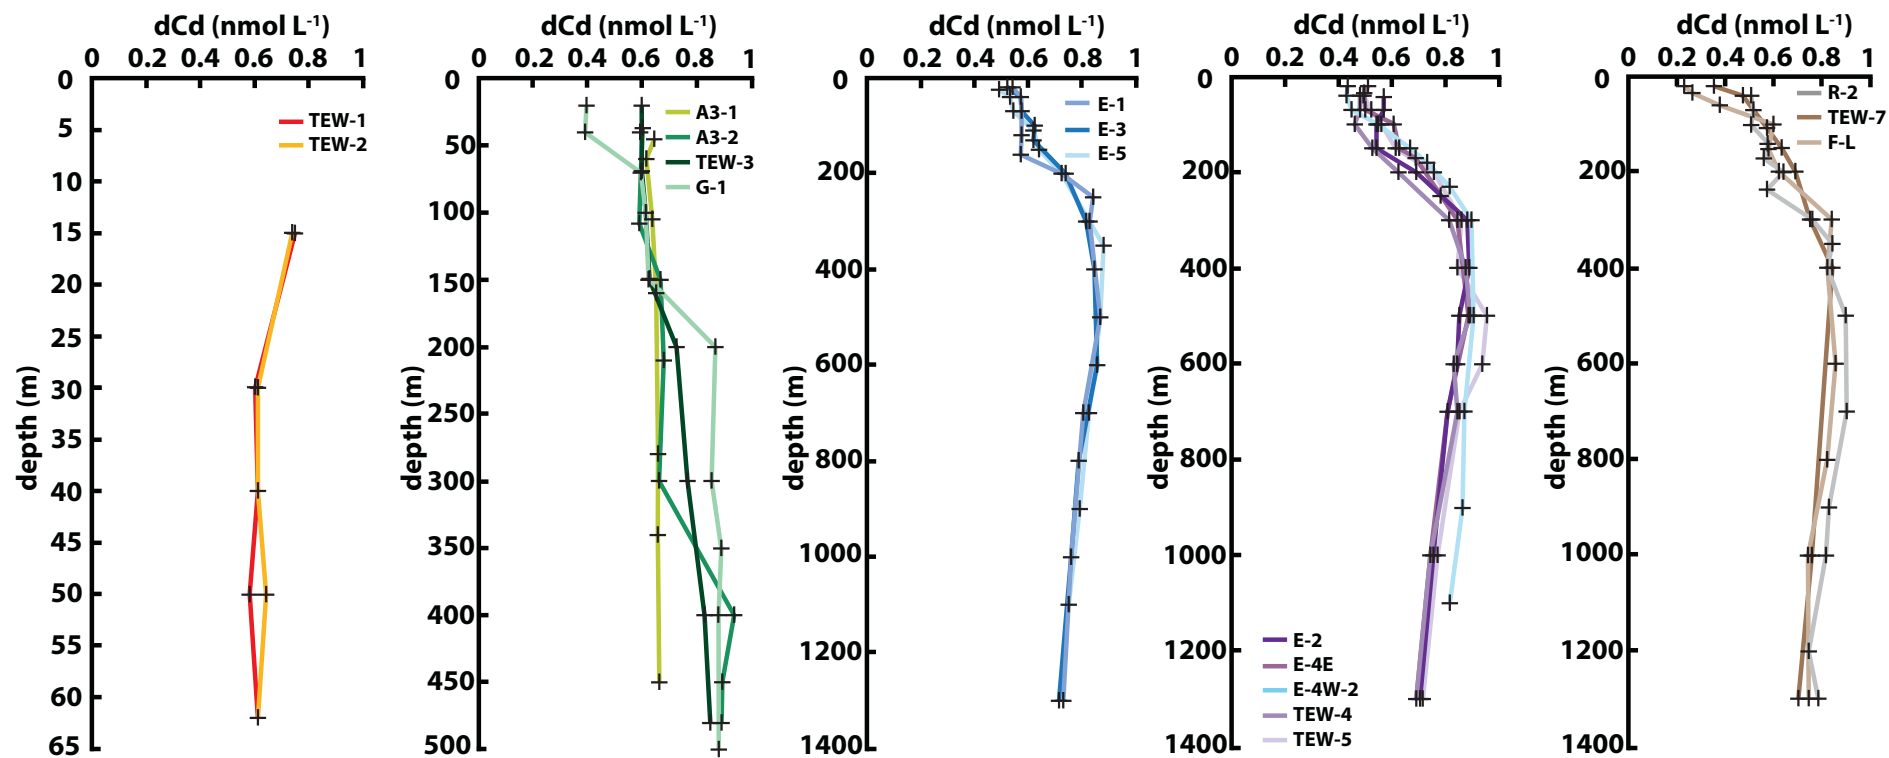 dCd (nmol L-1)
0 0.2 0.4 0.6 0.8 1
0
5
10
15
20
25
30
35
40
45
50
55
60
65
depth (m)
TEW-1
TEW-2
dCd (nmol L-1)
0 0.2 0.4 0.6 0.8 1
0
50
100
150
200
250
300
350
400
450
500
depth (m)
A3-1
A3-2
TEW-3
G-1
dCd (nmol L-1)
0 0.2 0.4 0.6 0.8 1
0
200
400
600
800
1000
1200
1400
depth (m)
E-1
E-3
E-5
dCd (nmol L-1)
0 0.2 0.4 0.6 0.8 1
0
200
400
600
800
1000
1200
1400
depth (m)
E-2
E-4E
E-4W-2
TEW-4
TEW-5
dCd (nmol L-1)
0 0.2 0.4 0.6 0.8 1
0
200
400
600
800
1000
1200
1400
depth (m)
R-2
TEW-7
F-L